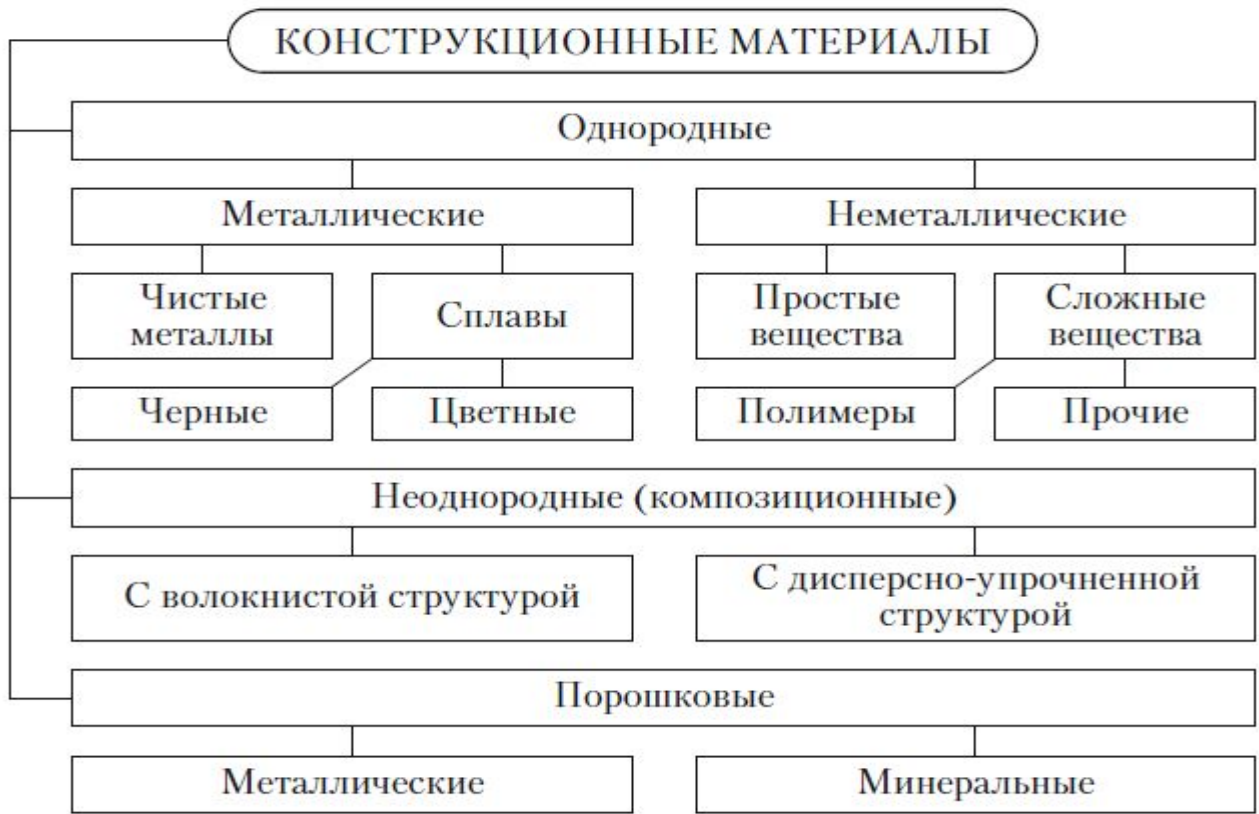 КОНСТРУКЦИОННЫЕ МАТЕРИАЛЫ
Однородные
Металлические
Неметаллические
Чистые
металлы
Сплавы
Простые
вещества
Сложные
вещества
Черные
Цветные
Полимеры
Прочие
Неоднородные (композиционные)
С волокнистой структурой
С дисперсно-упрочненной
структурой
Порошковые
Металлические
Минеральные